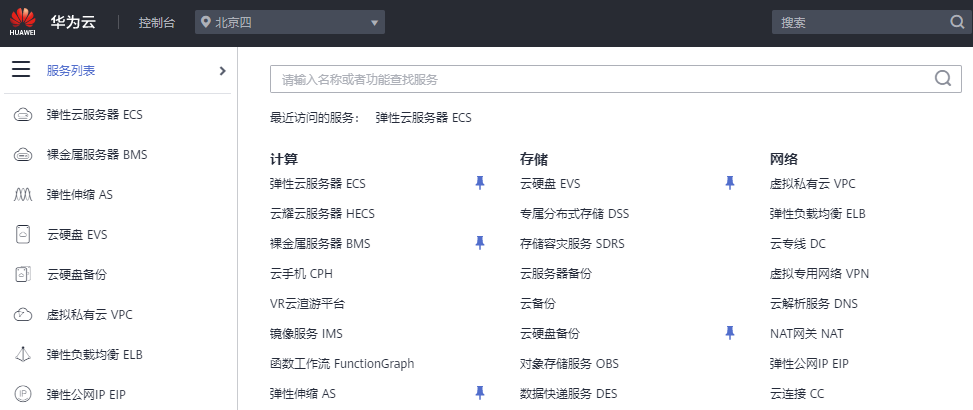 HUAWEI 华为云 控制台 北京四 搜索
服务列表
弹性云服务器 ECS
裸金属服务器 BMS
弹性伸缩 AS
云硬盘 EVS
云硬盘备份
虚拟私有云 VPC
弹性负载均衡 ELB
IP 弹性公网IP EIP
请输入名称或者功能查找服务
最近访问的服务： 弹性云服务器 ECS
计算
弹性云服务器 ECS
云耀云服务器 HECS
裸金属服务器 BMS
云手机 CPH
VR云渲游平台
镜像服务 IMS
函数工作流 FunctionGraph
弹性伸缩 AS
存储
云硬盘 EVS
专属分布式存储 DSS
存储容灾服务 SDRS
云服务器备份
云备份
云硬盘备份
对象存储服务 OBS
数据快递服务 DES
网络
虚拟私有云 VPC
弹性负载均衡 ELB
云专线 DC
虚拟专用网络 VPN
云解析服务 DNS
NAT网关 NAT
弹性公网IP EIP
云连接 CC